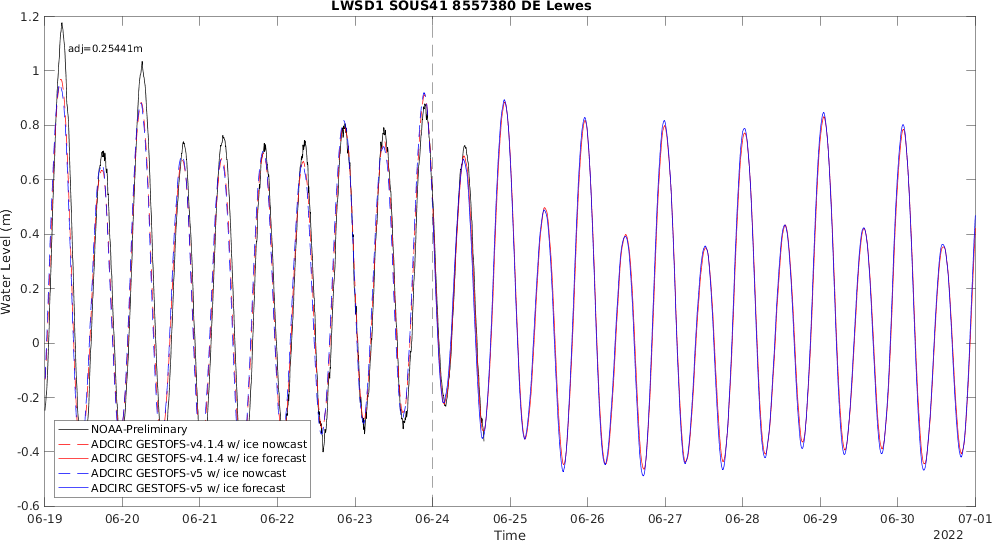 LWSD1 SOUS41 8557380 DE Lewes
1.2
1
0.8
0.6
0.4
0.2
0
-0.2
-0.4
-0.6
Water Level (m)
adj=0.25441m
NOAA-Preliminary
ADCIRC GESTOFS-v4.1.4 w/ ice nowcast
ADCIRC GESTOFS-v4.1.4 w/ ice forecast
ADCIRC GESTOFS-v5 w/ ice nowcast
ADCIRC GESTOFS-v5 w/ ice forecast
06-19 06-20 06-21 06-22 06-23 06-24 06-25 06-26 06-27 06-28 06-29 06-30 07-01
Time
2022